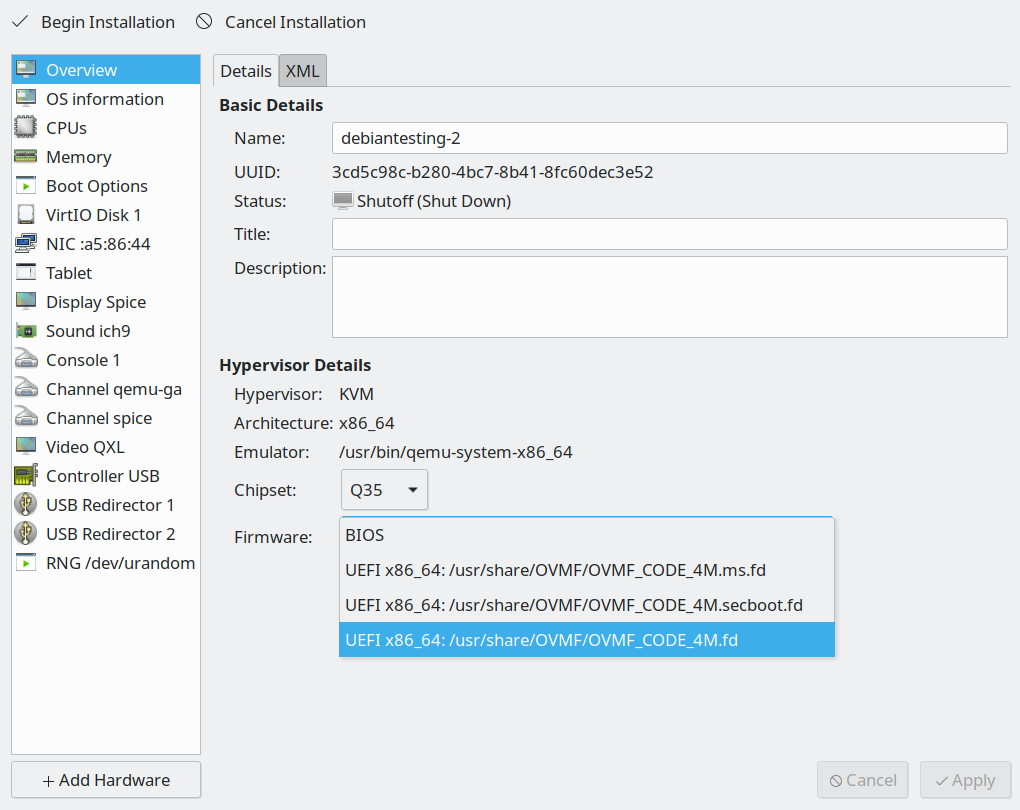 Begin Installation
Cancel Installation
Overview
OS information
CPUs
Memory
Boot Options
VirtIO Disk 1
NIC :a5:86:44
Tablet
Display Spice
Sound ich9
Console 1
Channel qemu-ga
Channel spice
Video QXL
Controller USB
USB Redirector 1
USB Redirector 2
RNG /dev/urandom
Add Hardware
Details
XML
Basic Details
Name: debiantesting-2
UUID: 3cd5c98c-b280-4bc7-8b41-8fc60dec3e52
Status: Shutoff (Shut Down)
Title:
Description:
Hypervisor Details
Hypervisor: KVM
Architecture: x86_64
Emulator: /usr/bin/qemu-system-x86_64
Chipset: Q35
Firmware:
BIOS
UEFI x86_64: /usr/share/OVMF/OVMF_CODE_4M.ms.fd
UEFI x86_64: /usr/share/OVMF/OVMF_CODE_4M.secboot.fd
UEFI x86_64: /usr/share/OVMF/OVMF_CODE_4M.fd
Cancel
Apply